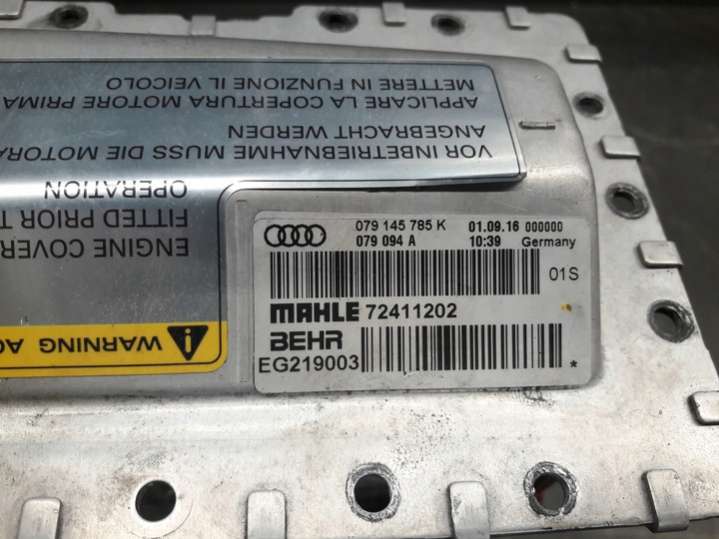 079 145 785 K 01.09.16 000000
079 094 A 10:39 Germany
01S
MAHLE 72411202
BEHR
EG219003 *
WARNING
ENGINE COVER
FITTED PRIOR T
OPERATION
VOR INBETRIEBNAHME MUSS DIE MOTORA
ANGEBRACHT WERDEN
APPLICARE LA COPERTURA MOTORE PRIMA
METTERE IN FUNZIONE IL VEICOLO